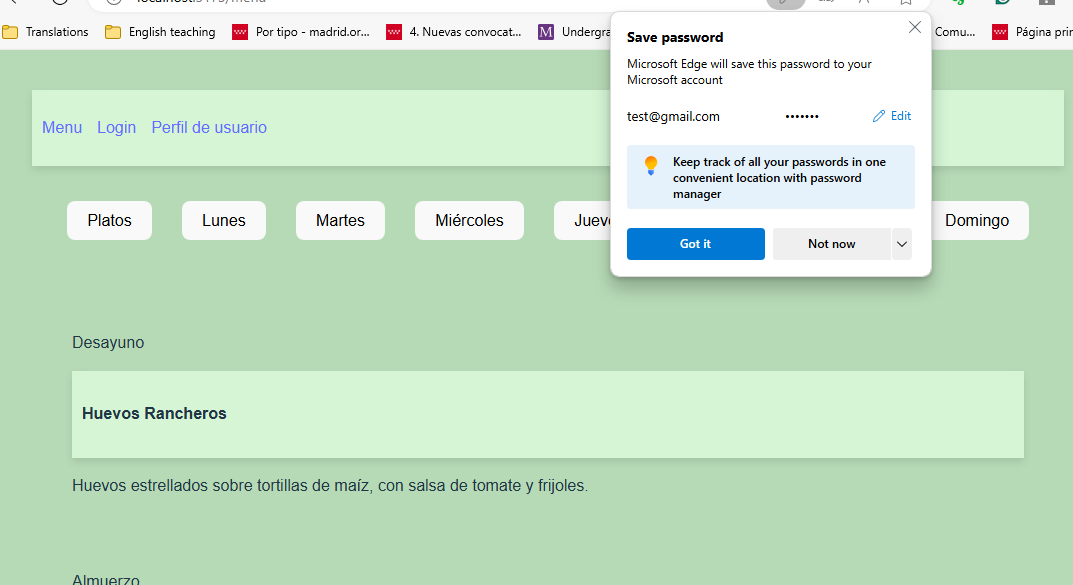 Translations English teaching Por tipo - madrid.or... 4. Nuevas convocat... M Comu... Página
Save password
Microsoft Edge will save this password to your
Microsoft account
test@gmail.com ••••••• Edit
Keep track of all your passwords in one
convenient location with password
manager
Got it Not now
Menu Login Perfil de usuario
Platos Lunes Martes Miércoles Domingo
Desayuno
Huevos Rancheros
Huevos estrellados sobre tortillas de maíz, con salsa de tomate y frijoles.
Almuerzo